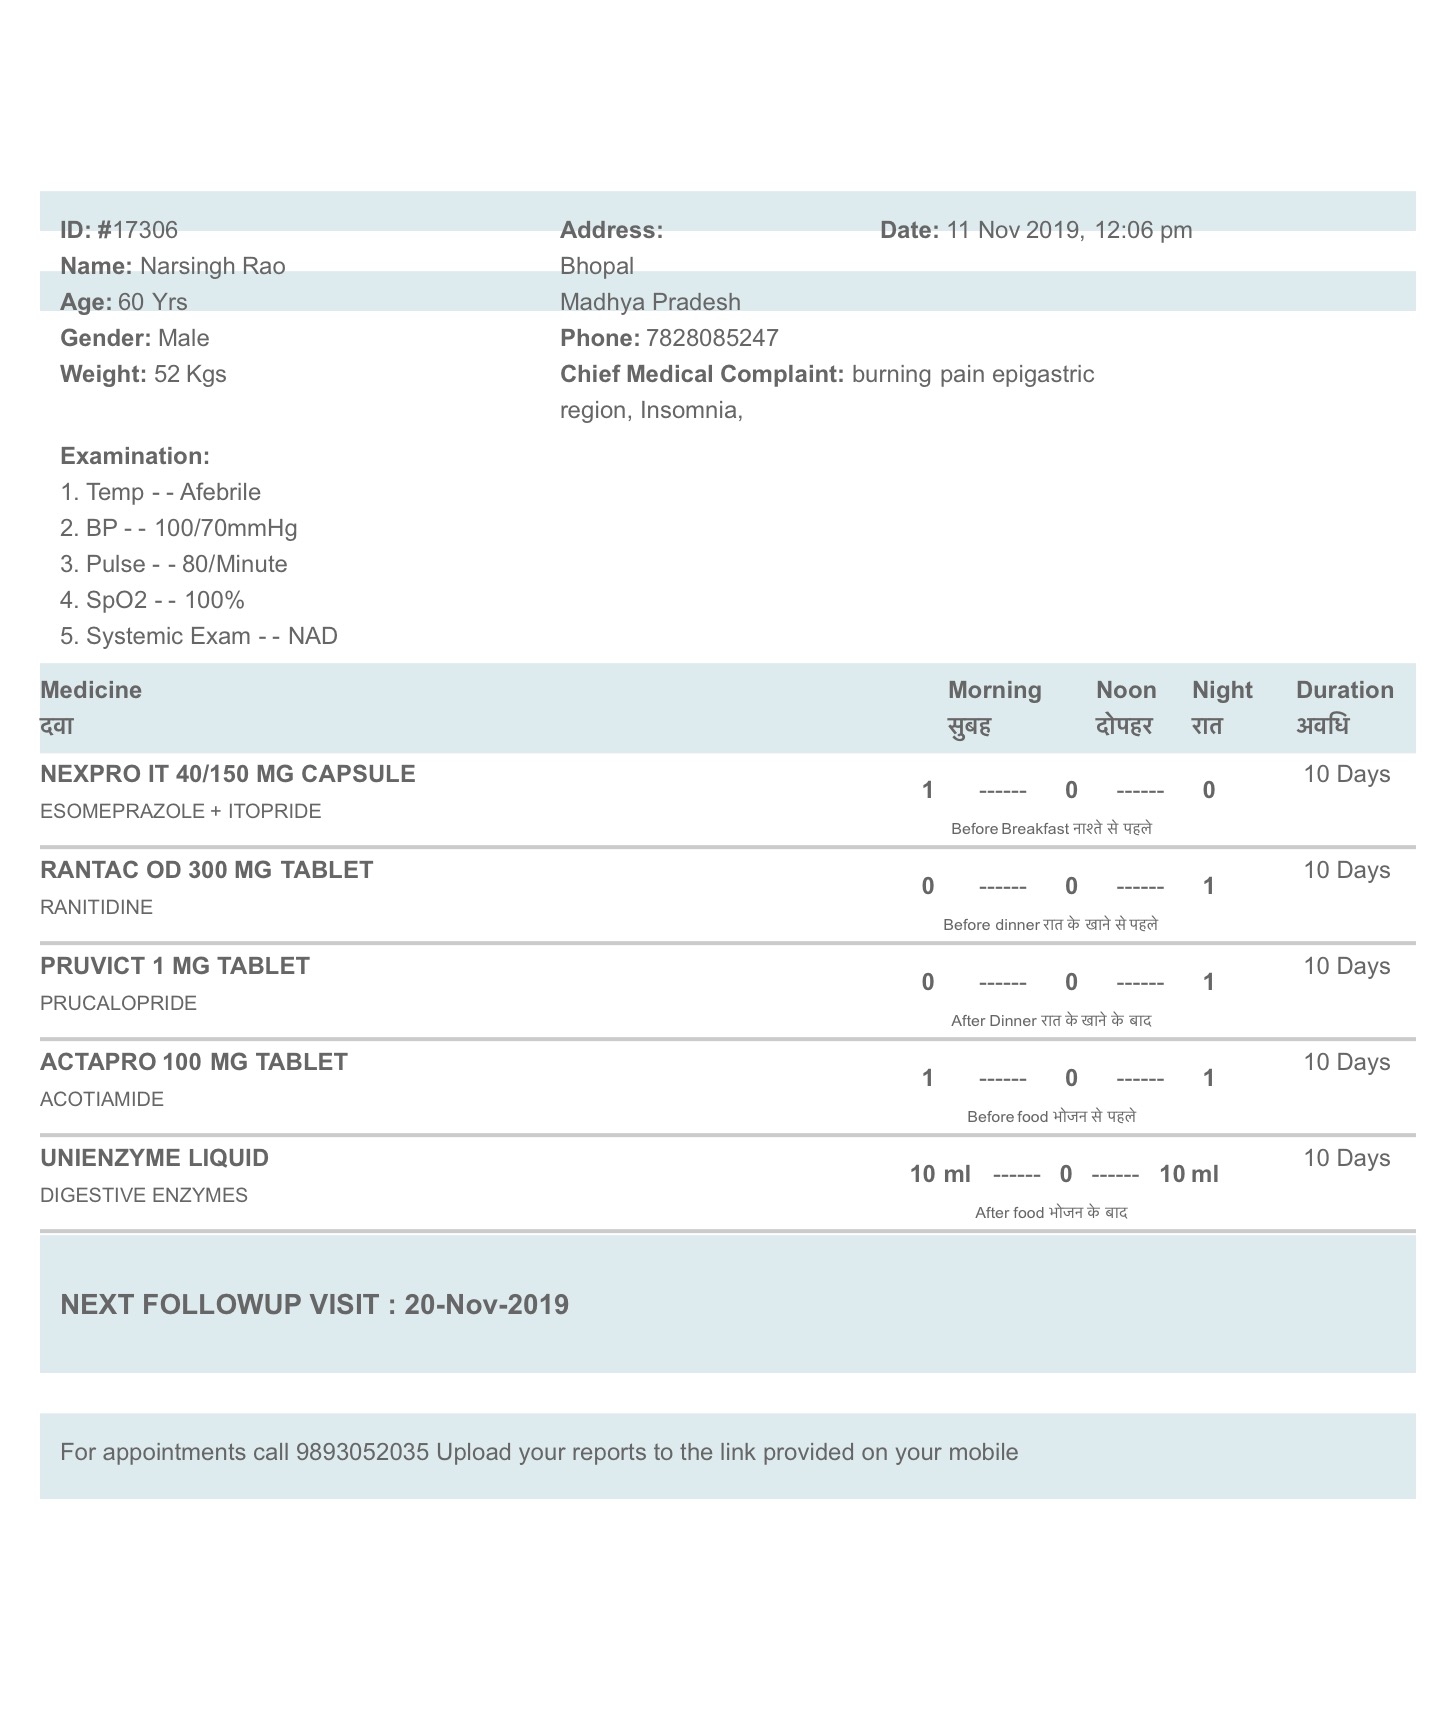 ID: #17306
Name: Narsingh Rao
Age: 60 Yrs
Gender: Male
Weight: 52 Kgs
Address:
Bhopal
Madhya Pradesh
Phone: 7828085247
Chief Medical Complaint: burning pain epigastric
region, Insomnia,
Date: 11 Nov 2019, 12:06 pm
Examination:
1. Temp - - Afebrile
2. BP - - 100/70mmHg
3. Pulse - - 80/Minute
4. SpO2 - - 100%
5. Systemic Exam - - NAD
Medicine Morning Noon Night Duration
दवा सुबह दोपहर रात अवधि
NEXPRO IT 40/150 MG CAPSULE 10 Days
1 ------ 0 ------ 0
ESOMEPRAZOLE + ITOPRIDE
Before Breakfast नाश्ते से पहले
RANTAC OD 300 MG TABLET 10 Days
0 ------ 0 ------ 1
RANITIDINE
Before dinner रात के खाने से पहले
PRUVICT 1 MG TABLET 10 Days
0 ------ 0 ------ 1
PRUCALOPRIDE
After Dinner रात के खाने के बाद
ACTAPRO 100 MG TABLET 10 Days
1 ------ 0 ------ 1
ACOTIAMIDE
Before food भोजन से पहले
UNIENZYME LIQUID 10 Days
10 ml ------ 0 ------ 10 ml
DIGESTIVE ENZYMES
After food भोजन के बाद
NEXT FOLLOWUP VISIT : 20-Nov-2019
For appointments call 9893052035 Upload your reports to the link provided on your mobile